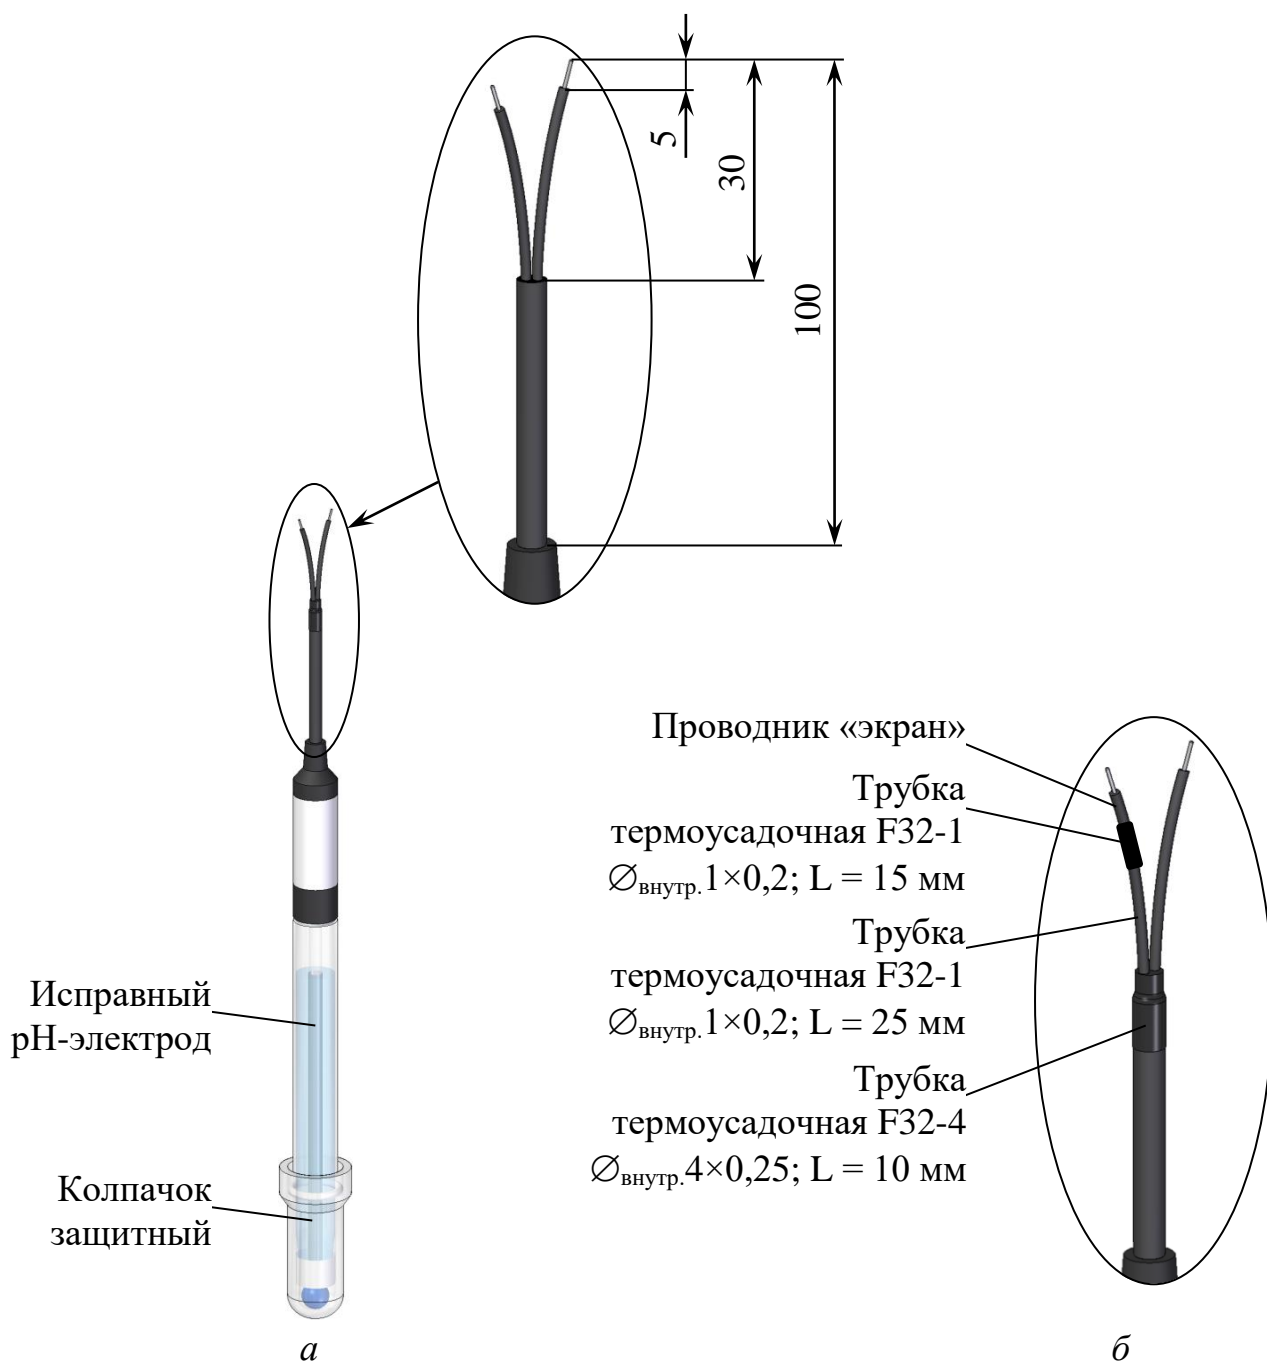 5
30
100
Проводник «экран»
Трубка
термоусадочная F32-1
∅внутр.1×0,2; L = 15 мм
Трубка
термоусадочная F32-1
∅внутр.1×0,2; L = 25 мм
Трубка
термоусадочная F32-4
∅внутр.4×0,25; L = 10 мм
Исправный
pH-электрод
Колпачок
защитный
а
б